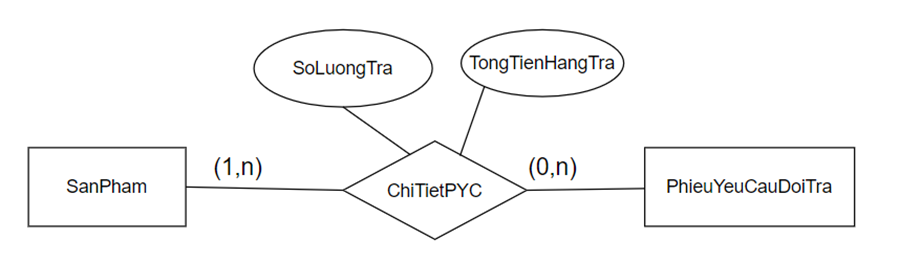 SoLuongTra
TongTienHangTra
(1,n)
(0,n)
SanPham
ChiTietPYC
PhieuYeuCauDoiTra